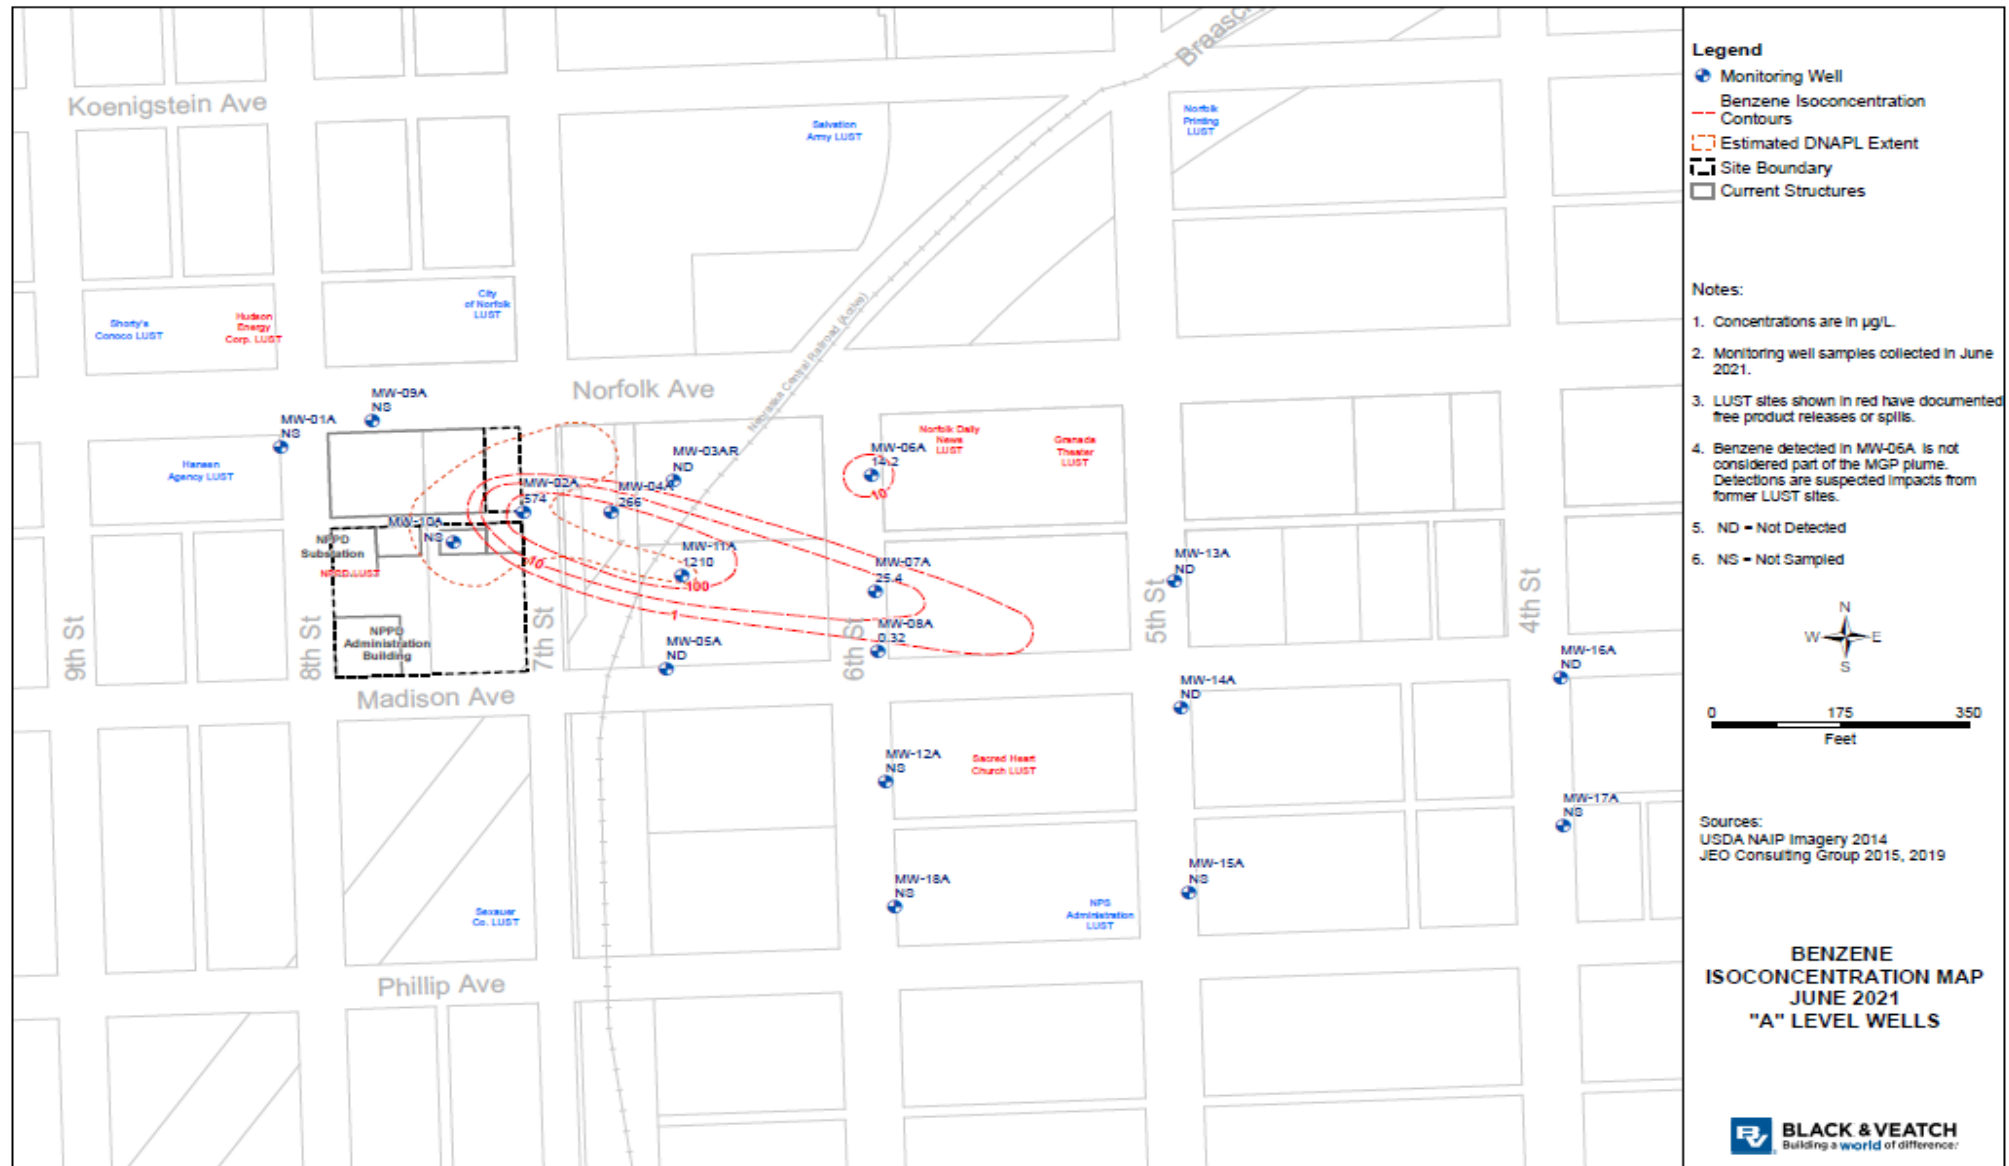 Koenigstein Ave
Braasch
Salvation
Army LUST
Norfolk
Printing
LUST
Shorty's
Conoco LUST
Hudson
Energy
Corp. LUST
City
of Norfolk
LUST
Nebraska Central Railroad (Active)
Norfolk Ave
MW-09A
NS
MW-01A
NS
Hansen
Agency LUST
MW-03AR
ND
MW-06A
14.2
10
Norfolk Daily
News
LUST
Granada
Theater
LUST
MW-02A
574
MW-04A
266
MW-10A
NS
NPPD
Substation
NPPD LUST
10
MW-11A
1210
100
1
MW-07A
25.4
MW-08A
0.32
MW-13A
ND
MW-05A
ND
NPPD
Administration
Building
9th St
8th St
7th St
6th St
5th St
4th St
Madison Ave
MW-14A
ND
MW-16A
ND
MW-12A
NS
Sacred Heart
Church LUST
MW-17A
NS
MW-18A
NS
MW-15A
NS
NPS
Administration
LUST
Sexauer
Co. LUST
Phillip Ave
Legend
Monitoring Well
Benzene Isoconcentration
Contours
Estimated DNAPL Extent
Site Boundary
Current Structures
Notes:
1. Concentrations are in µg/L.
2. Monitoring well samples collected in June
2021.
3. LUST sites shown in red have documented
free product releases or spills.
4. Benzene detected in MW-06A is not
considered part of the MGP plume.
Detections are suspected impacts from
former LUST sites.
5. ND = Not Detected
6. NS = Not Sampled
N
W E
S
0 175 350
Feet
Sources:
USDA NAIP Imagery 2014
JEO Consulting Group 2015, 2019
BENZENE
ISOCONCENTRATION MAP
JUNE 2021
"A" LEVEL WELLS
BV
BLACK & VEATCH
Building a world of difference.